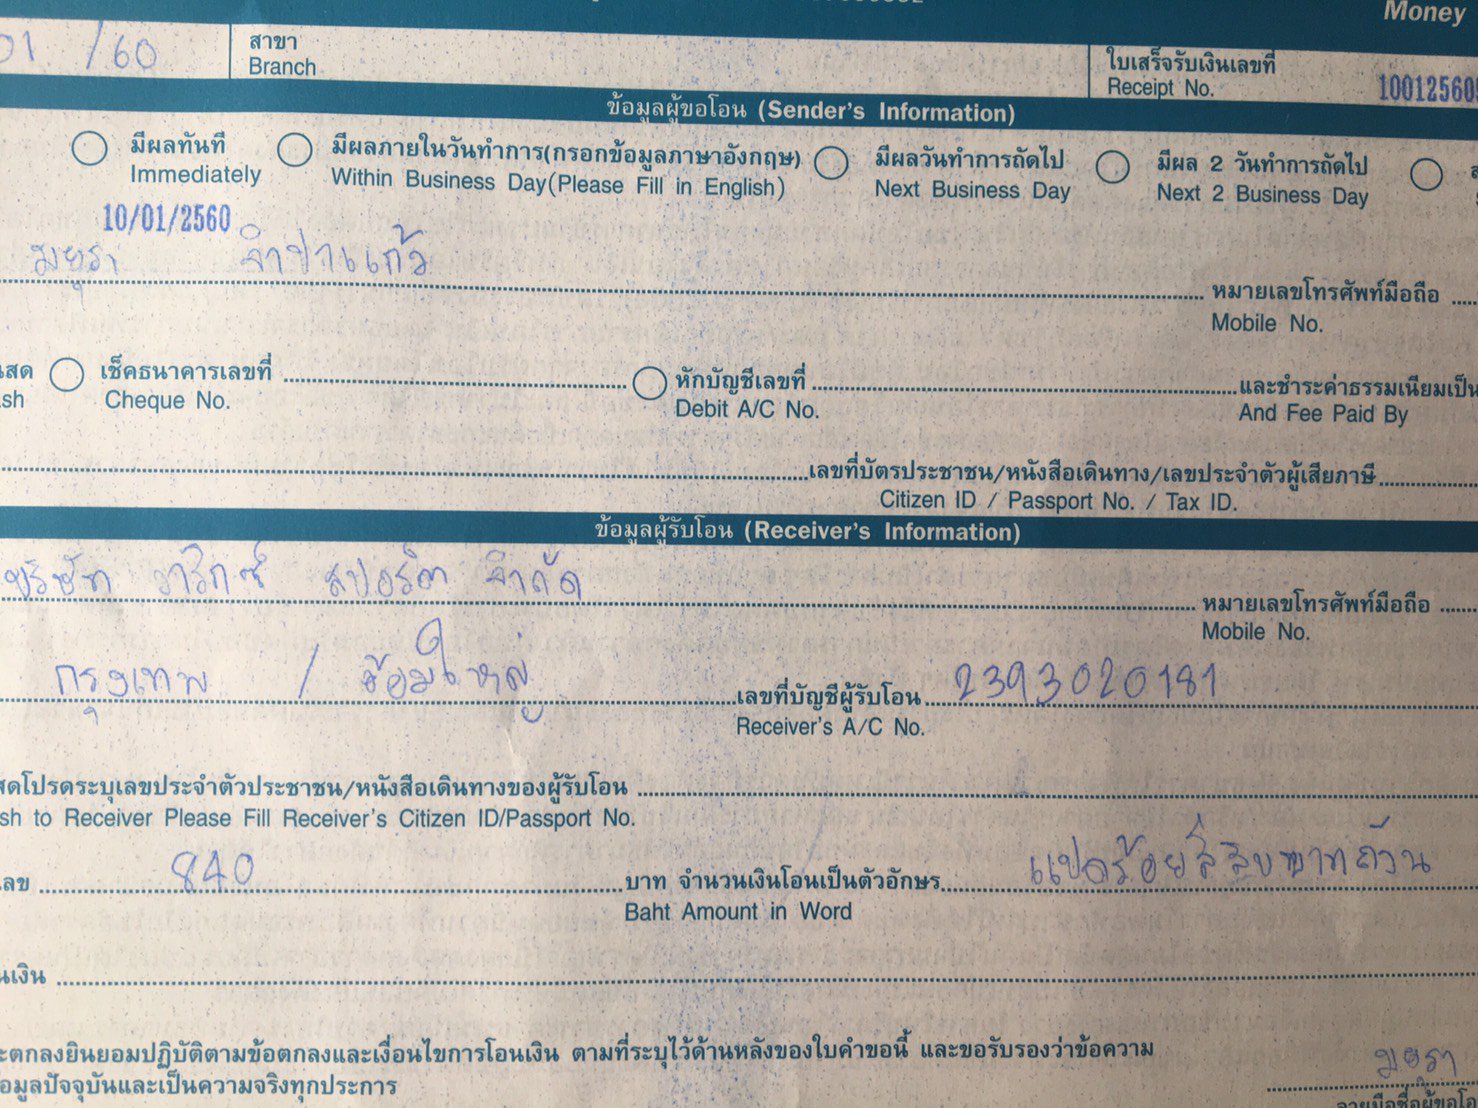 Money
01 /60
สาขา
Branch
ใบเสร็จรับเงินเลขที่
Receipt No.
100125605
ข้อมูลผู้ขอโอน (Sender's Information)
มีผลทันที
Immediately
มีผลภายในวันทำการ(กรอกข้อมูลภาษาอังกฤษ)
Within Business Day(Please Fill in English)
มีผลวันทำการถัดไป
Next Business Day
มีผล 2 วันทำการถัดไป
Next 2 Business Day
10/01/2560
มยุรา จำปาแก้ว
หมายเลขโทรศัพท์มือถือ
Mobile No.
เช็คธนาคารเลขที่
Cheque No.
หักบัญชีเลขที่
Debit A/C No.
และชำระค่าธรรมเนียมเป็น
And Fee Paid By
เลขที่บัตรประชาชน/หนังสือเดินทาง/เลขประจำตัวผู้เสียภาษี
Citizen ID / Passport No. / Tax ID.
ข้อมูลผู้รับโอน (Receiver's Information)
บริษัท วาริกซ์ สปอร์ต จำกัด
หมายเลขโทรศัพท์มือถือ
Mobile No.
กรุงเทพ / อ้อมใหญ่
เลขที่บัญชีผู้รับโอน 2393020181
Receiver's A/C No.
สดโปรดระบุเลขประจำตัวประชาชน/หนังสือเดินทางของผู้รับโอน
sh to Receiver Please Fill Receiver's Citizen ID/Passport No.
เลข 840 บาท จำนวนเงินโอนเป็นตัวอักษร แปดร้อยสี่สิบบาทถ้วน
Baht Amount in Word
นเงิน
ะตกลงยินยอมปฏิบัติตามข้อตกลงและเงื่อนไขการโอนเงิน ตามที่ระบุไว้ด้านหลังของใบคำขอนี้ และขอรับรองว่าข้อความ
อมูลปัจจุบันและเป็นความจริงทุกประการ
มยุรา
ลายมือชื่อผู้ขอโอ